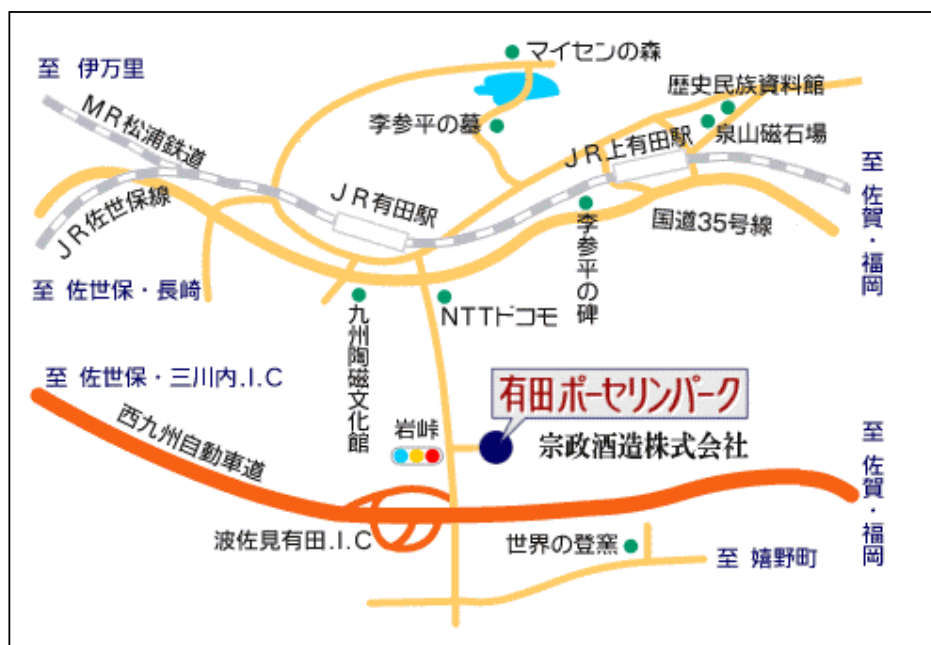 マイセンの森
至 伊万里
歴史民族資料館
MR松浦鉄道
李参平の墓
泉山磁石場
JR上有田駅
至 佐賀・福岡
JR有田駅
JR佐世保線
国道35号線
李参平の碑
至 佐世保・長崎
NTTドコモ
九州陶磁文化館
至 佐世保・三川内.I.C
有田ポーセリンパーク
西九州自動車道
岩峠
宗政酒造株式会社
至 佐賀・福岡
波佐見有田.I.C
世界の登窯
至 嬉野町